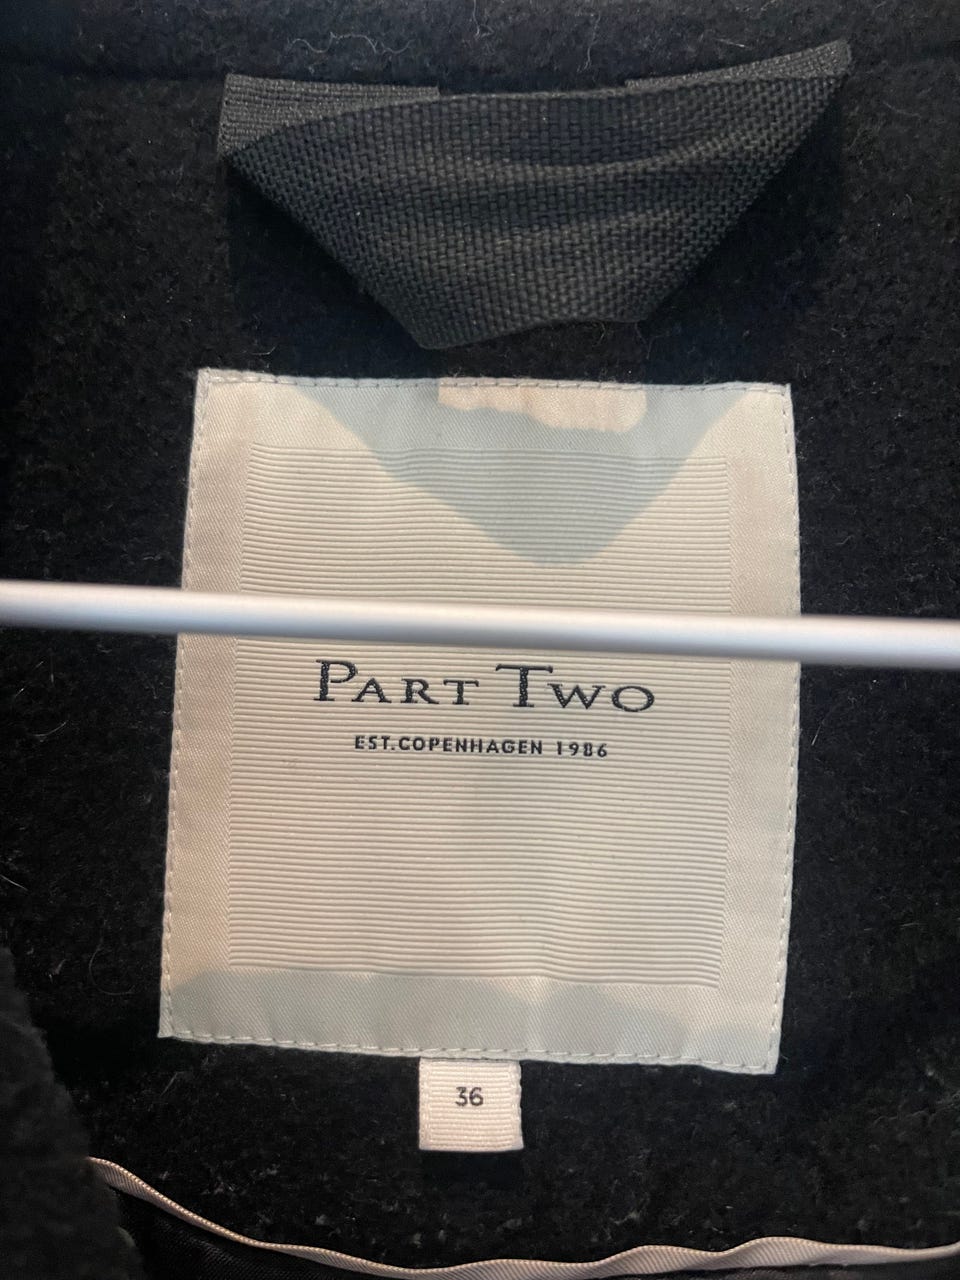 PART TWO
EST.COPENHAGEN 1986
36